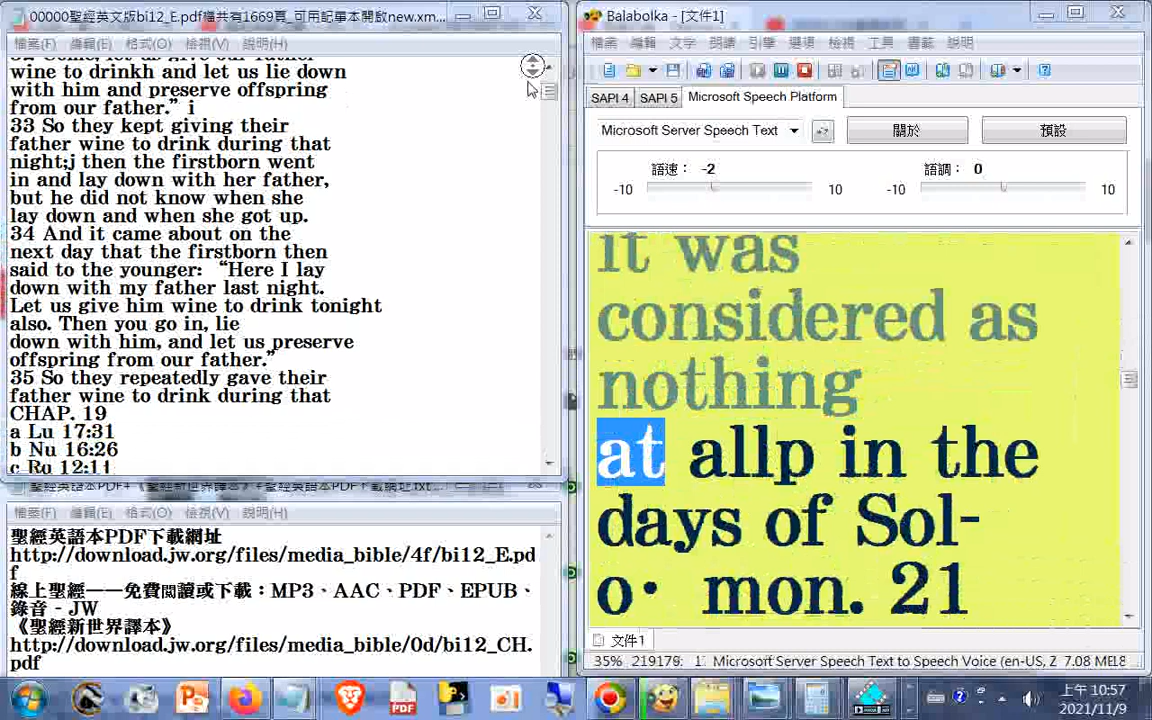 00000聖經英文版bi12_E.pdf檔共有1669頁_可用記事本開啟new.xm...
檔案(F) 編輯(E) 格式(O) 檢視(V) 說明(H)
wine to drinkh and let us lie down
with him and preserve offspring
from our father.” i
33 So they kept giving their
father wine to drink during that
night;j then the firstborn went
in and lay down with her father,
but he did not know when she
lay down and when she got up.
34 And it came about on the
next day that the firstborn then
said to the younger: “Here I lay
down with my father last night.
Let us give him wine to drink tonight
also. Then you go in, lie
down with him, and let us preserve
offspring from our father.”
35 So they repeatedly gave their
father wine to drink during that
CHAP. 19
a Lu 17:31
b Nu 16:26
c Ro 12:11
檔案(F) 編輯(E) 格式(O) 檢視(V) 說明(H)
聖經英語本PDF下載網址
http://download.jw.org/files/media_bible/4f/bi12_E.pd
f
線上聖經——免費閱讀或下載：MP3、AAC、PDF、EPUB、
錄音 - JW
《聖經新世界譯本》
http://download.jw.org/files/media_bible/0d/bi12_CH.
pdf
Balabolka - [文件1]
檔案 編輯 文字 朗讀 引擎 選項 檢視 工具 書籤 說明
SAPI 4 SAPI 5 Microsoft Speech Platform
Microsoft Server Speech Text 關於 預設
語速： -2 語調： 0
-10 10 -10 10
it was
considered as
nothing
at allp in the
days of Sol-
o· mon. 21
文件1
35% 219179: Microsoft Server Speech Text to Speech Voice (en-US, Z 7.08 MEL8
上午 10:57
2021/11/9